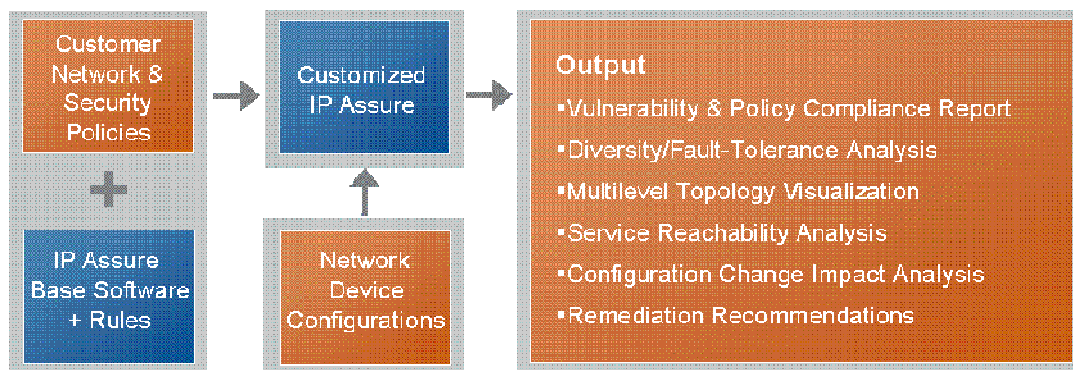 Customer
Network &
Security
Policies
+
IP Assure
Base Software
+ Rules
Customized
IP Assure
Network
Device
Configurations
Output
▪Vulnerability & Policy Compliance Report
▪Diversity/Fault-Tolerance Analysis
▪Multilevel Topology Visualization
▪Service Reachability Analysis
▪Configuration Change Impact Analysis
▪Remediation Recommendations